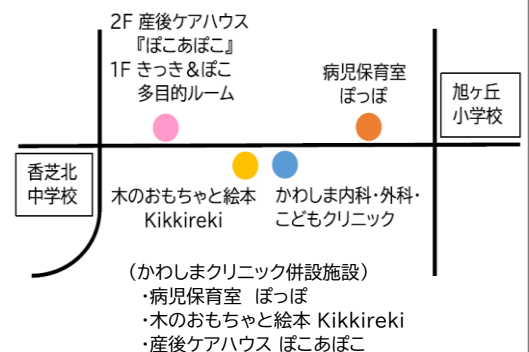 2F 産後ケアハウス
『ぽこあぽこ』
1F きっき＆ぽこ
多目的ルーム
病児保育室
ぽっぽ
旭ヶ丘
小学校
香芝北
中学校
木のおもちゃと絵本
Kikkireki
かわしま内科・外科・
こどもクリニック
（かわしまクリニック併設施設）
・病児保育室 ぽっぽ
・木のおもちゃと絵本 Kikkireki
・産後ケアハウス ぽこあぽこ